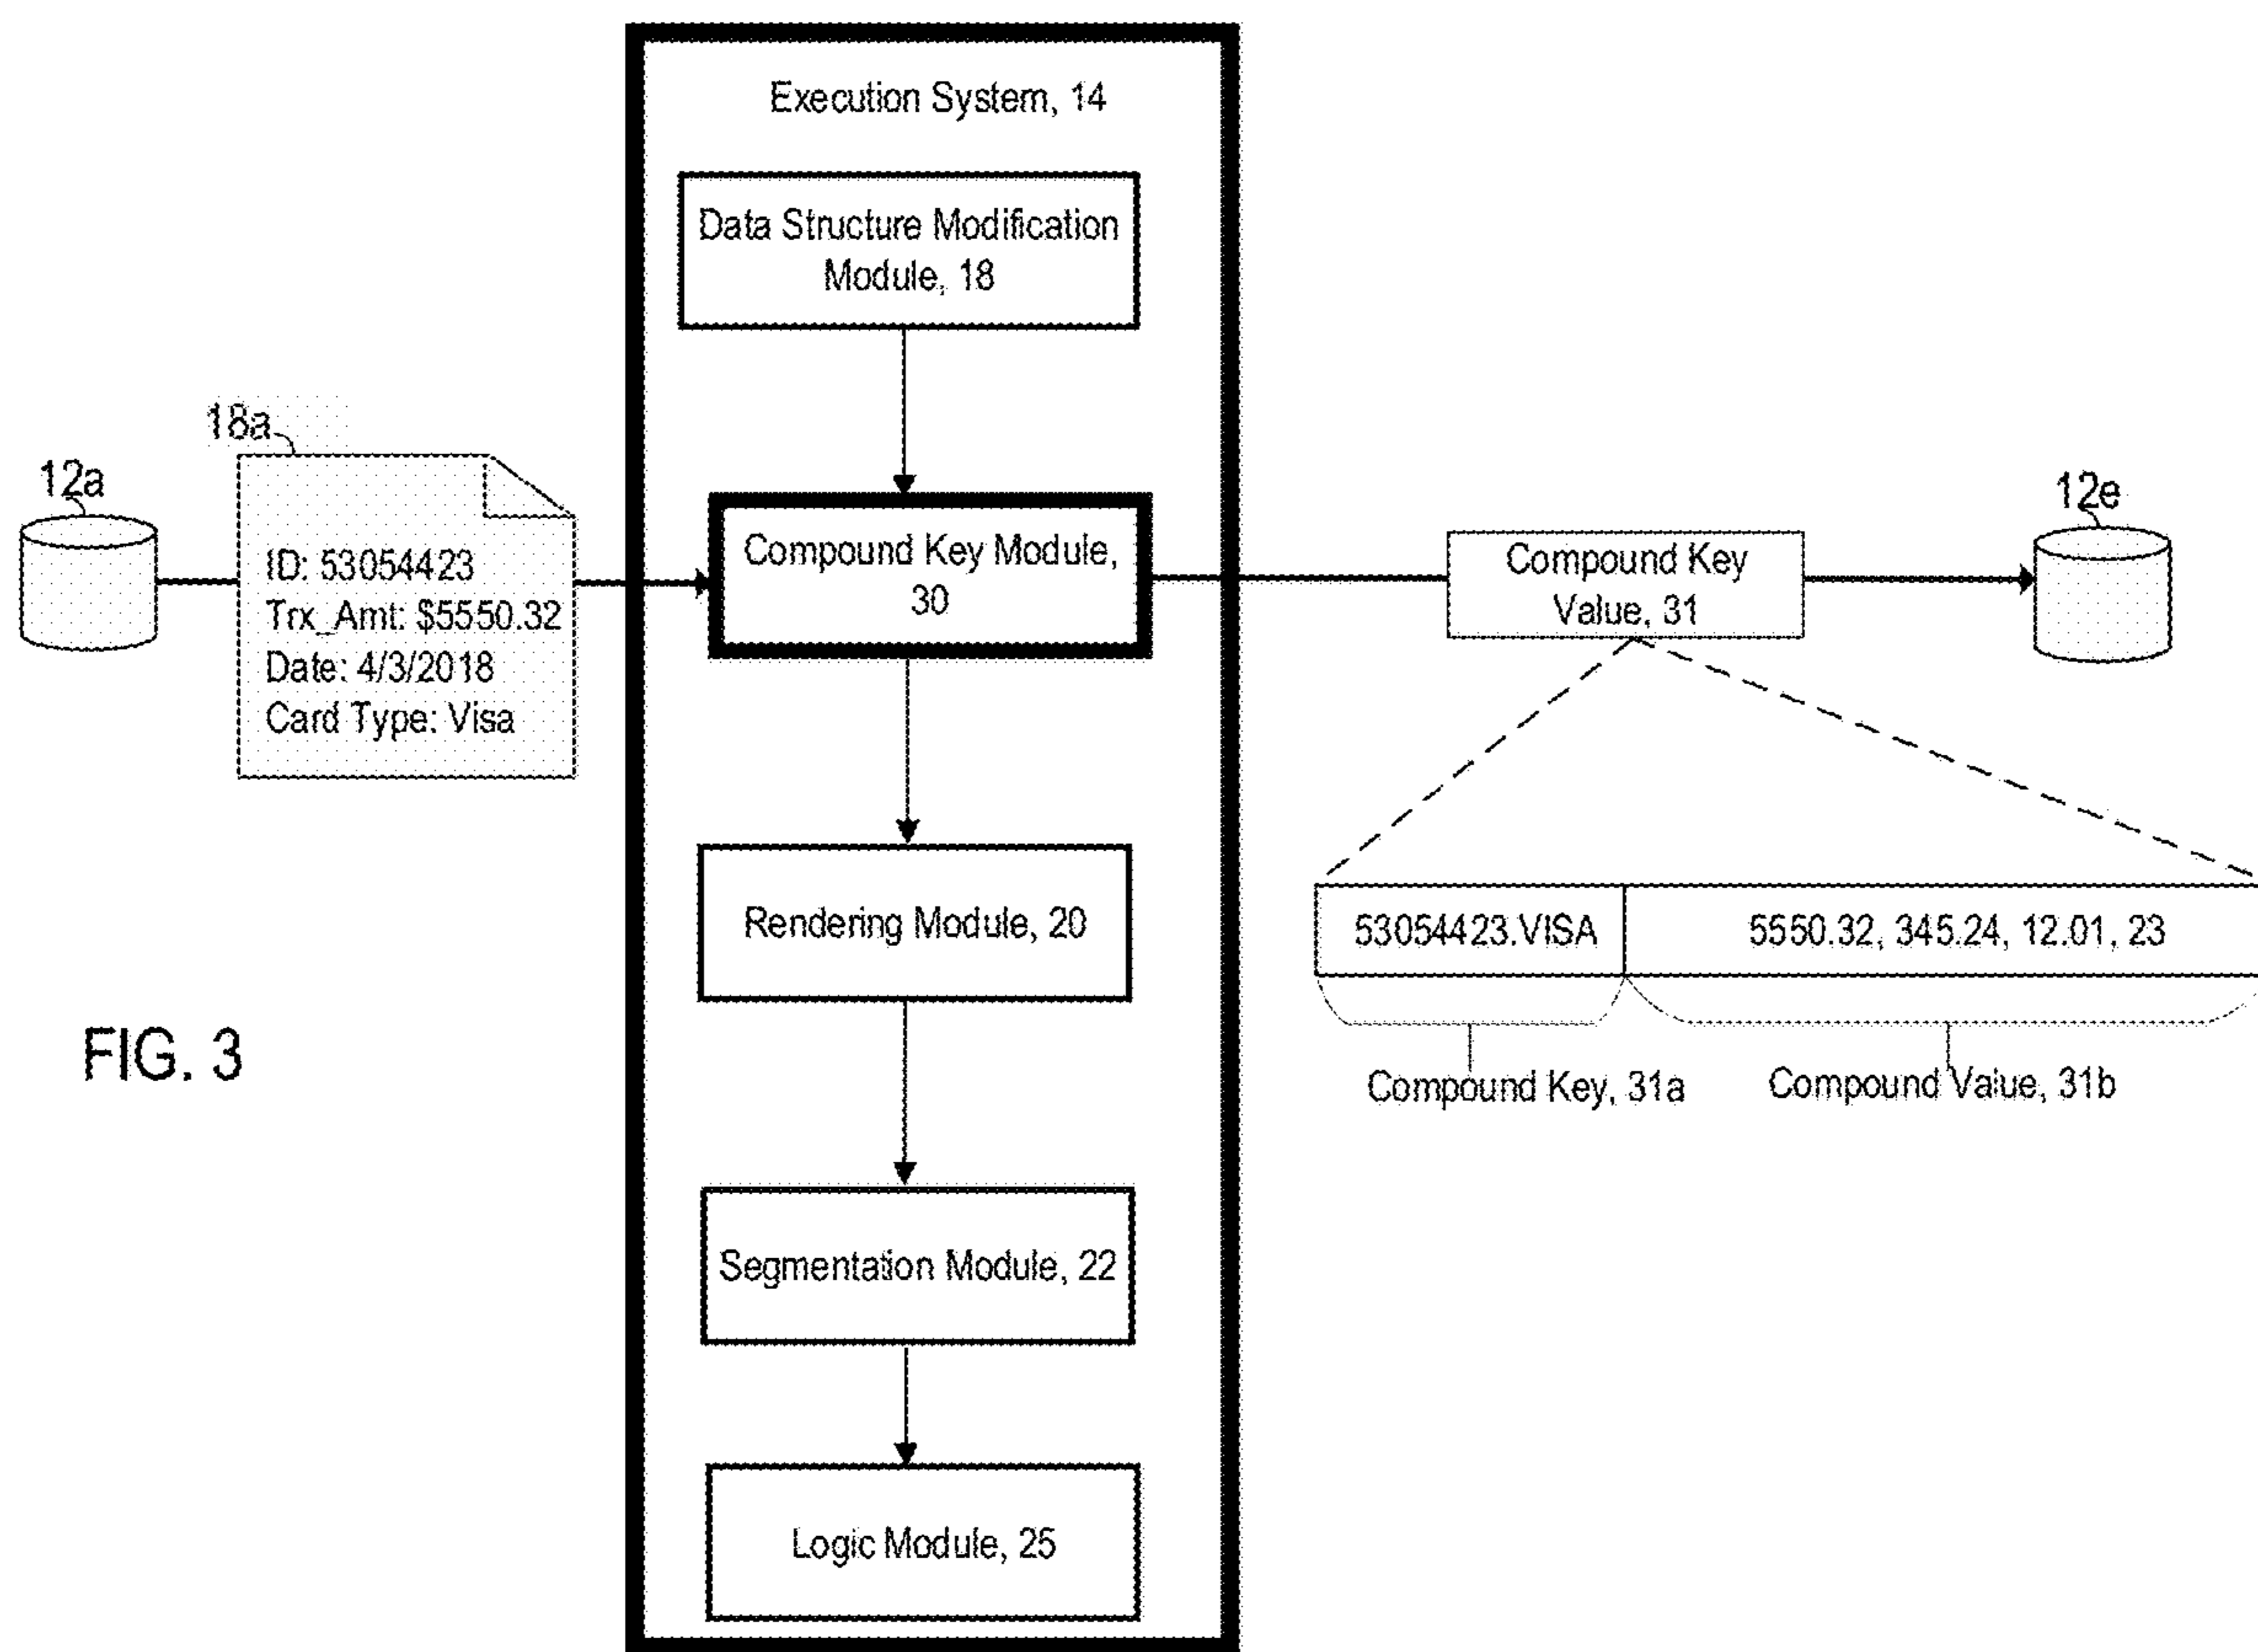 Execution System, 14
Data Structure Modification
Module, 18
18a
12a
ID: 53054423
Trx_Amt: $5550.32
Date: 4/3/2018
Card Type: Visa
Compound Key Module,
30
Compound Key
Value, 31
12e
Rendering Module, 20
53054423.VISA
5550.32, 345.24, 12.01, 23
Compound Key, 31a
Compound Value, 31b
FIG. 3
Segmentation Module, 22
Logic Module, 25